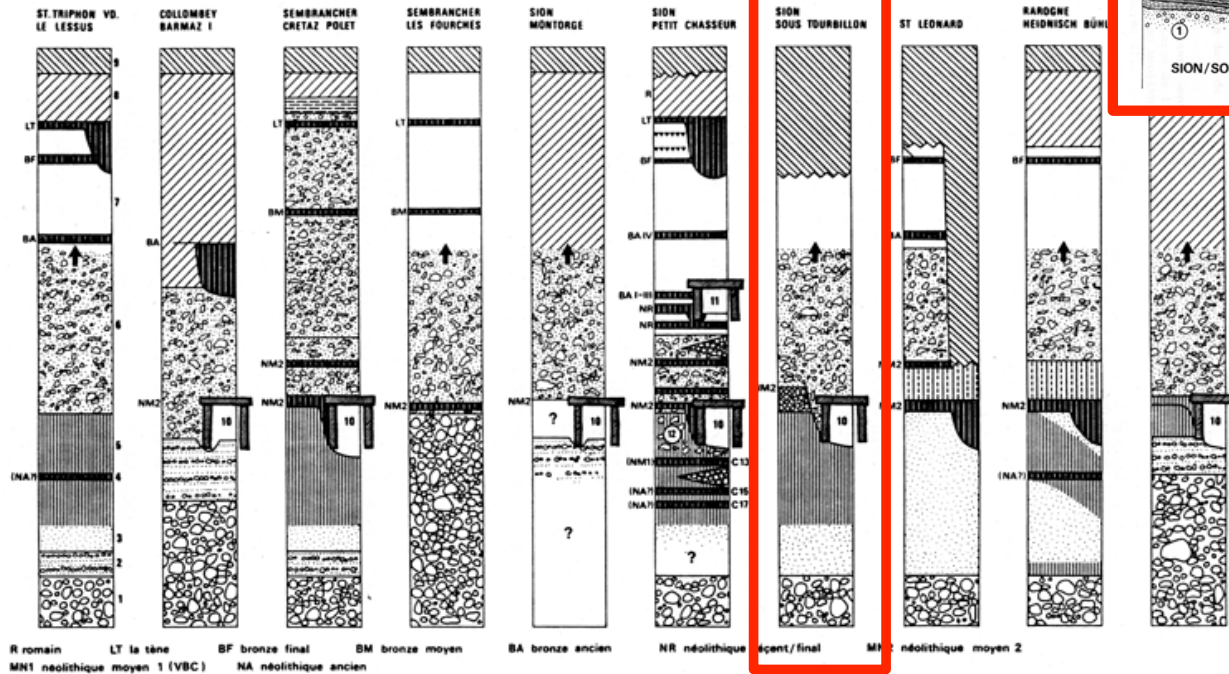 ST. TRIPHON VD.
LE LESSUS
COLLOMBEY
BARMAZ I
SEMBRANCHER
CRETAZ POLET
SEMBRANCHER
LES FOURCHES
SION
MONTORGE
SION
PETIT CHASSEUR
SION
SOUS TOURBILLON
ST LEONARD
RAROGNE
HEIDNISCH BÜHL
1
SION/SO
9
8
LT
BF
7
BA
6
5
(NA?)
4
3
2
1
BA
NM2
10
LT
BM
NM2
10
LT
BM
NM2
NM2
?
10
?
R
LT
BF
BA IV
BA I-III
11
NR
NR
NM2
NM2
10
12
(NM1)
C13
(NA?)
C15
(NA?)
C17
?
10
BF
BA
NM2
BF
NM2
(NA?)
10
R romain LT la tène BF bronze final BM bronze moyen BA bronze ancien NR néolithique récent/final néolithique moyen 2
MN1 néolithique moyen 1 (VBC) NA néolithique ancien